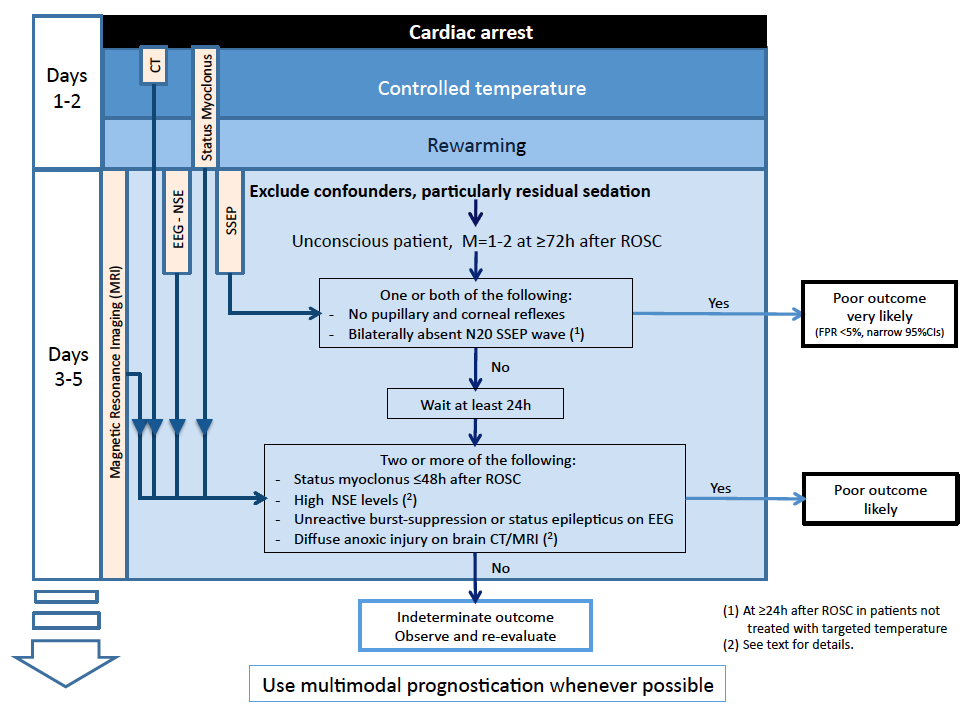 Cardiac arrest
Days
1-2
CT
Status Myoclonus
Controlled temperature
Rewarming
Days
3-5
Magnetic Resonance Imaging (MRI)
EEG - NSE
SSEP
Exclude confounders, particularly residual sedation
Unconscious patient, M=1-2 at ≥72h after ROSC
One or both of the following:
- No pupillary and corneal reflexes
- Bilaterally absent N20 SSEP wave (¹)
Yes
Poor outcome
very likely
(FPR <5%, narrow 95%CIs)
No
Wait at least 24h
Two or more of the following:
- Status myoclonus ≤48h after ROSC
- High NSE levels (²)
- Unreactive burst-suppression or status epilepticus on EEG
- Diffuse anoxic injury on brain CT/MRI (²)
Yes
Poor outcome
likely
No
Indeterminate outcome
Observe and re-evaluate
(1) At ≥24h after ROSC in patients not
treated with targeted temperature
(2) See text for details.
Use multimodal prognostication whenever possible